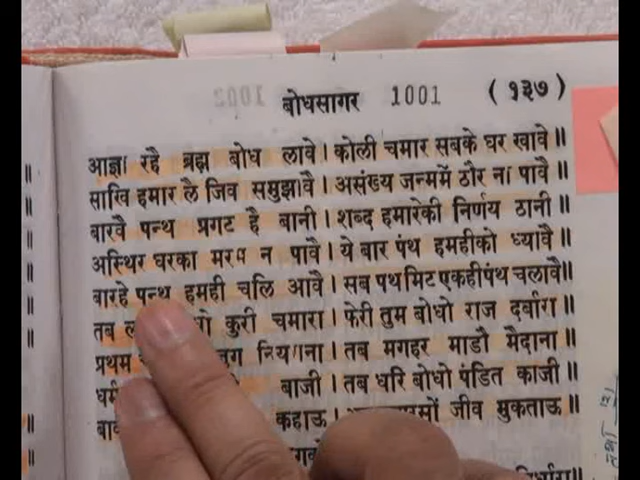 बोधसागर 1001 (१३७)
आज्ञा रहै ब्रह्म बोध लावे। कोली चमार सबके घर खावे॥
साखि हमार लै जिव समुझावै। असंख्य जन्ममें ठौर ना पावै॥
बारवै पन्थ प्रगट है बानी। शब्द हमारेकी निर्णय ठानी॥
अस्थिर घरका मरम न पावै। ये बार पंथ हमहीको ध्यावै॥
बारहे पन्थ हमही चलि आवै। सब पथमिट एकहीपंथ चलावै॥
तब कुरी चमारा। फेरी तुम बोधो राज दर्बारा॥
प्रथम तब मगहर माडौ मैदाना॥
बाजी। तब धरि बोधो पंडित काजी॥
कहाऊ। जीव मुकताऊ॥